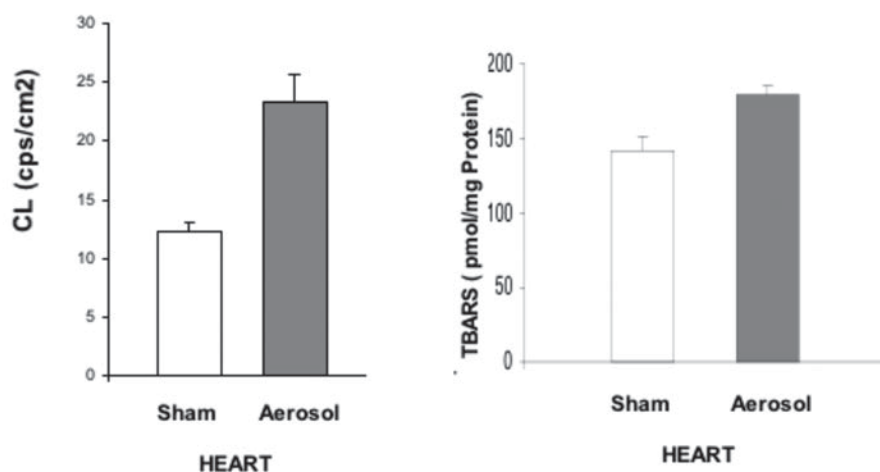 CL (cps/cm2)
30
25
20
15
10
5
0
Sham Aerosol
HEART
TBARS ( pmol/mg Protein)
200
150
100
50
0
Sham Aerosol
HEART